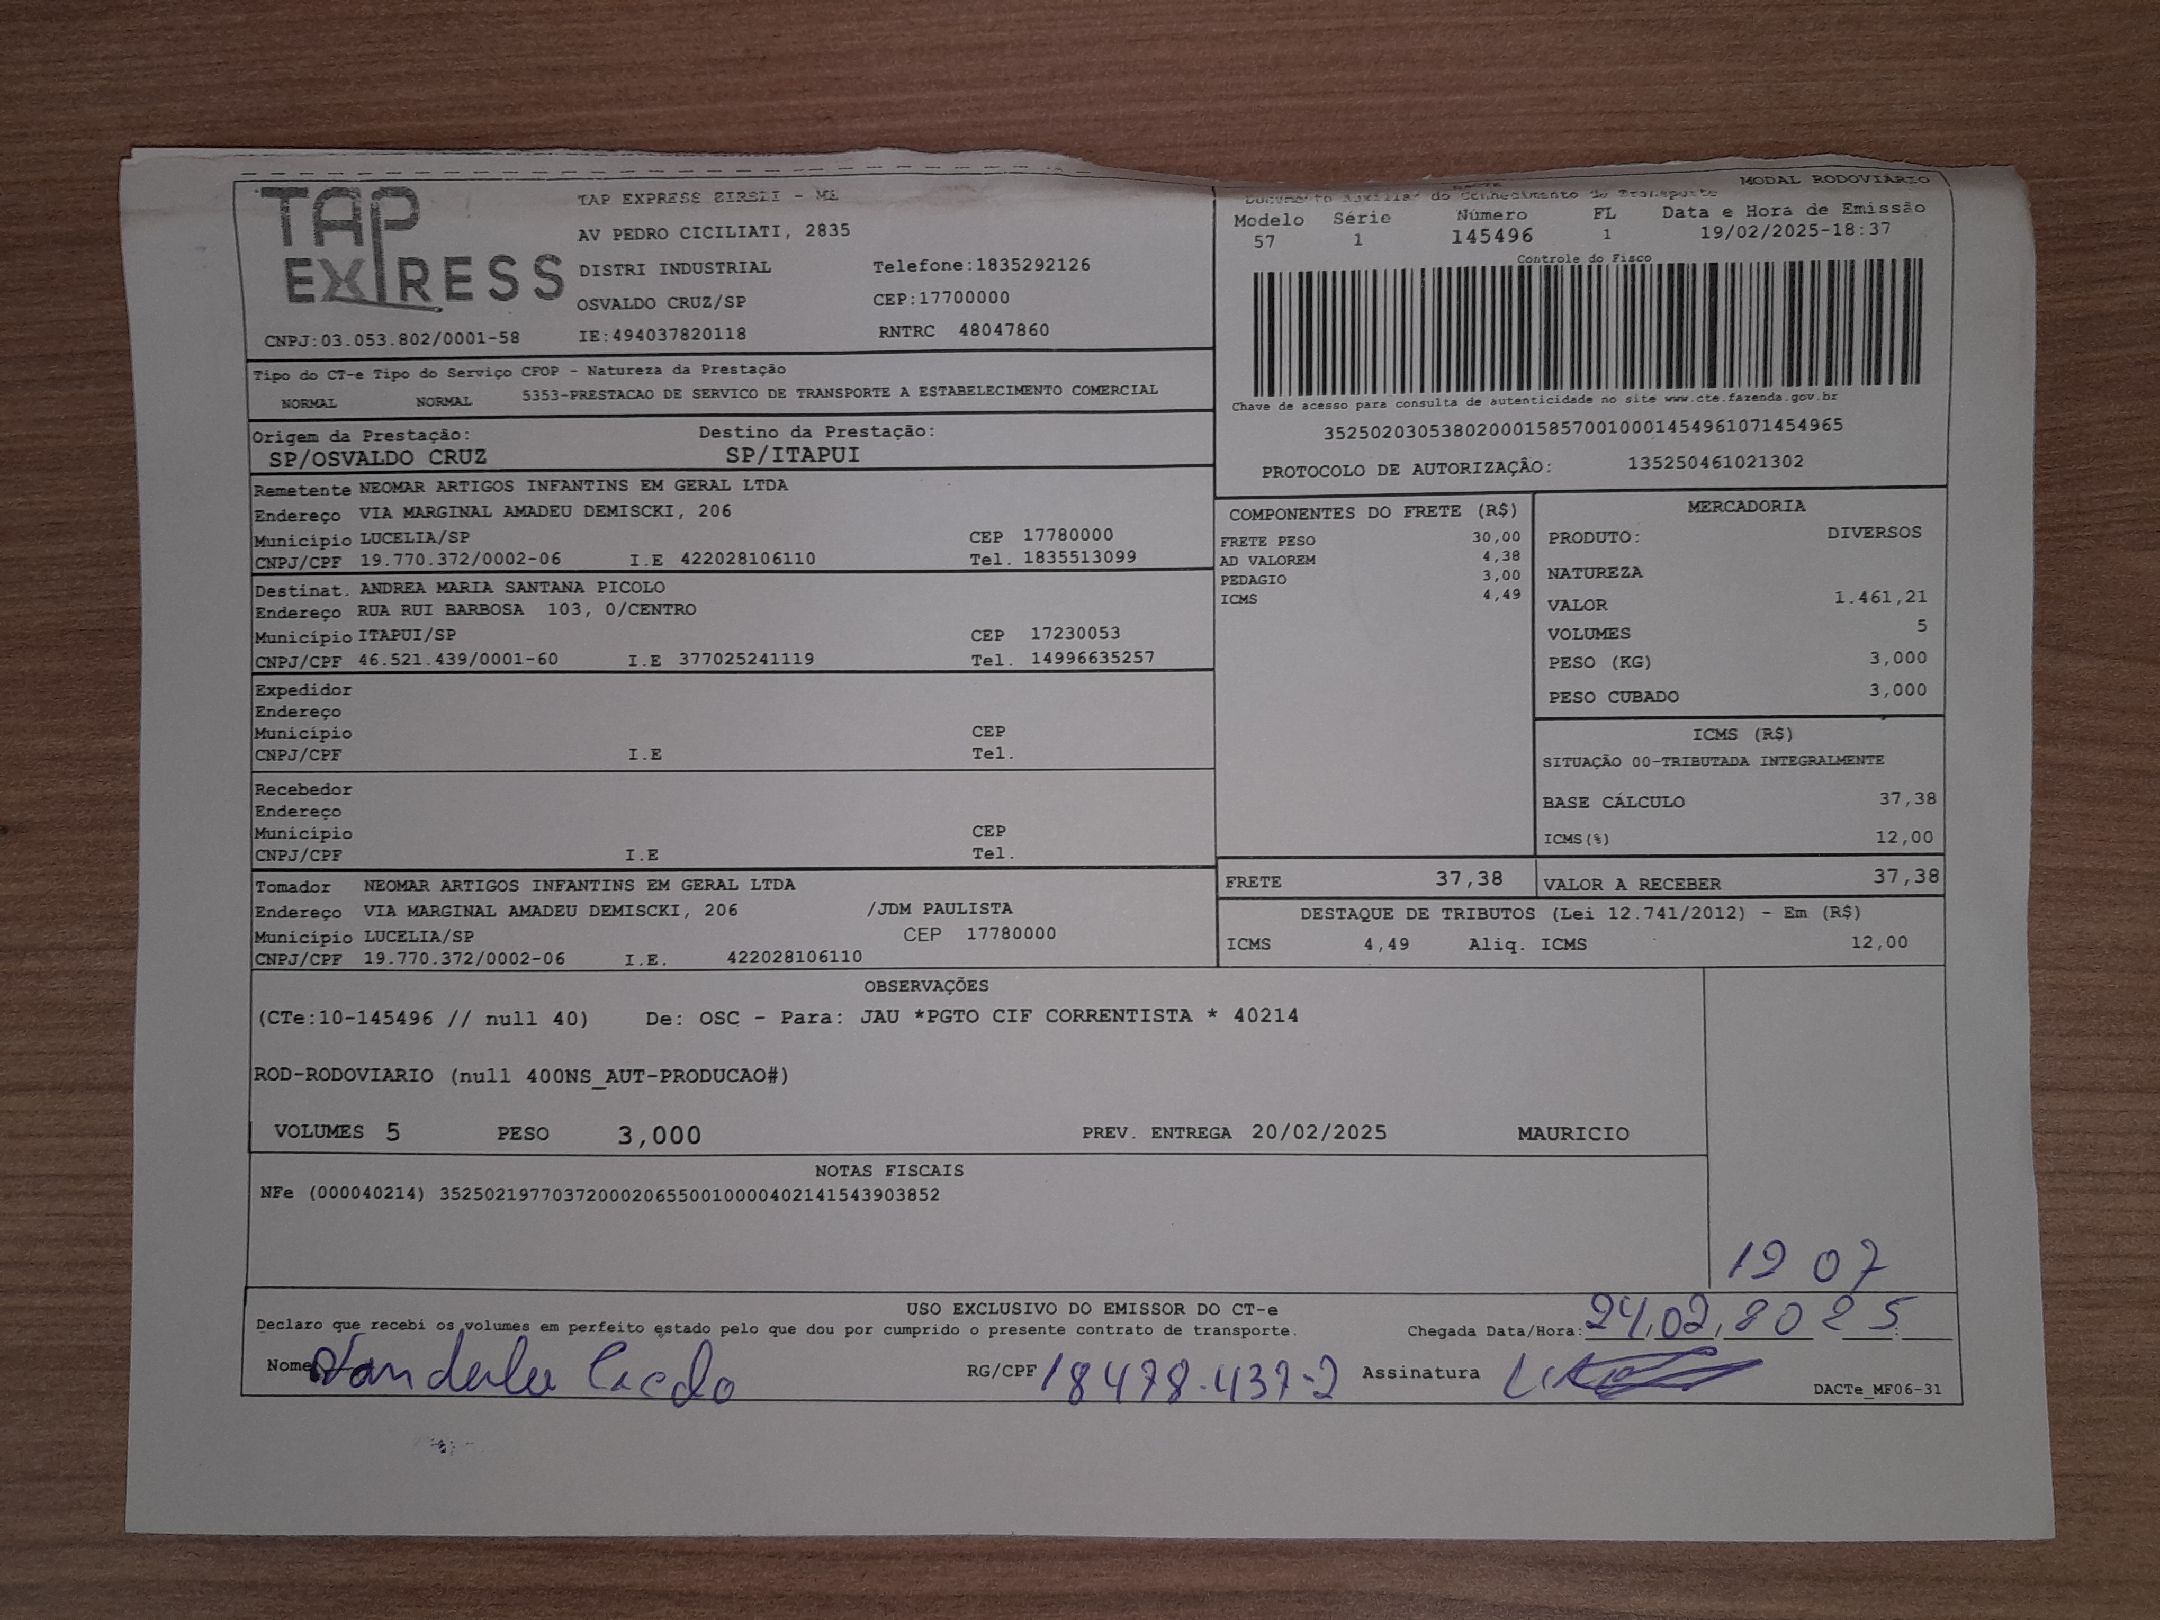 TAP EXPRESS
TAP EXPRESS EIRELI - ME
AV PEDRO CICILIATI, 2835
DISTRI INDUSTRIAL Telefone:1835292126
OSVALDO CRUZ/SP CEP:17700000
CNPJ:03.053.802/0001-58 IE:494037820118 RNTRC 48047860
MODAL RODOVIARIO
Documento Auxiliar do Conhecimento de Transporte
Modelo Série Número FL Data e Hora de Emissão
57 1 145496 1 19/02/2025-18:37
Controle do Fisco
Chave de acesso para consulta de autenticidade no site www.cte.fazenda.gov.br
35250203053802000158570010001454961071454965
PROTOCOLO DE AUTORIZAÇÂO: 135250461021302
Tipo do CT-e Tipo do Serviço CFOP - Natureza da Prestação
NORMAL NORMAL 5353-PRESTACAO DE SERVICO DE TRANSPORTE A ESTABELECIMENTO COMERCIAL
Origem da Prestação: Destino da Prestação:
SP/OSVALDO CRUZ SP/ITAPUI
Remetente NEOMAR ARTIGOS INFANTINS EM GERAL LTDA
Endereço VIA MARGINAL AMADEU DEMISCKI, 206
Município LUCELIA/SP CEP 17780000
CNPJ/CPF 19.770.372/0002-06 I.E 422028106110 Tel. 1835513099
Destinat. ANDREA MARIA SANTANA PICOLO
Endereço RUA RUI BARBOSA 103, 0/CENTRO
Município ITAPUI/SP CEP 17230053
CNPJ/CPF 46.521.439/0001-60 I.E 377025241119 Tel. 14996635257
Expedidor
Endereço
Município CEP
CNPJ/CPF I.E Tel.
Recebedor
Endereço
Município CEP
CNPJ/CPF I.E Tel.
Tomador NEOMAR ARTIGOS INFANTINS EM GERAL LTDA
Endereço VIA MARGINAL AMADEU DEMISCKI, 206 /JDM PAULISTA
Município LUCELIA/SP CEP 17780000
CNPJ/CPF 19.770.372/0002-06 I.E. 422028106110
COMPONENTES DO FRETE (R$)
FRETE PESO 30,00
AD VALOREM 4,38
PEDAGIO 3,00
ICMS 4,49
MERCADORIA
PRODUTO: DIVERSOS
NATUREZA
VALOR 1.461,21
VOLUMES 5
PESO (KG) 3,000
PESO CUBADO 3,000
ICMS (R$)
SITUAÇÃO 00-TRIBUTADA INTEGRALMENTE
BASE CÁLCULO 37,38
ICMS(%) 12,00
FRETE 37,38 VALOR A RECEBER 37,38
DESTAQUE DE TRIBUTOS (Lei 12.741/2012) - Em (R$)
ICMS 4,49 Aliq. ICMS 12,00
OBSERVAÇÕES
(CTe:10-145496 // null 40) De: OSC - Para: JAU *PGTO CIF CORRENTISTA * 40214
ROD-RODOVIARIO (null 400NS_AUT-PRODUCAO#)
VOLUMES 5 PESO 3,000 PREV. ENTREGA 20/02/2025 MAURICIO
NOTAS FISCAIS
NFe (000040214) 35250219770372000206550010000402141543903852
19 07
USO EXCLUSIVO DO EMISSOR DO CT-e
Declaro que recebi os volumes em perfeito estado pelo que dou por cumprido o presente contrato de transporte. Chegada Data/Hora: 24,02,2025
Nome RG/CPF 18478.437-2 Assinatura
DACTe_MF06-31